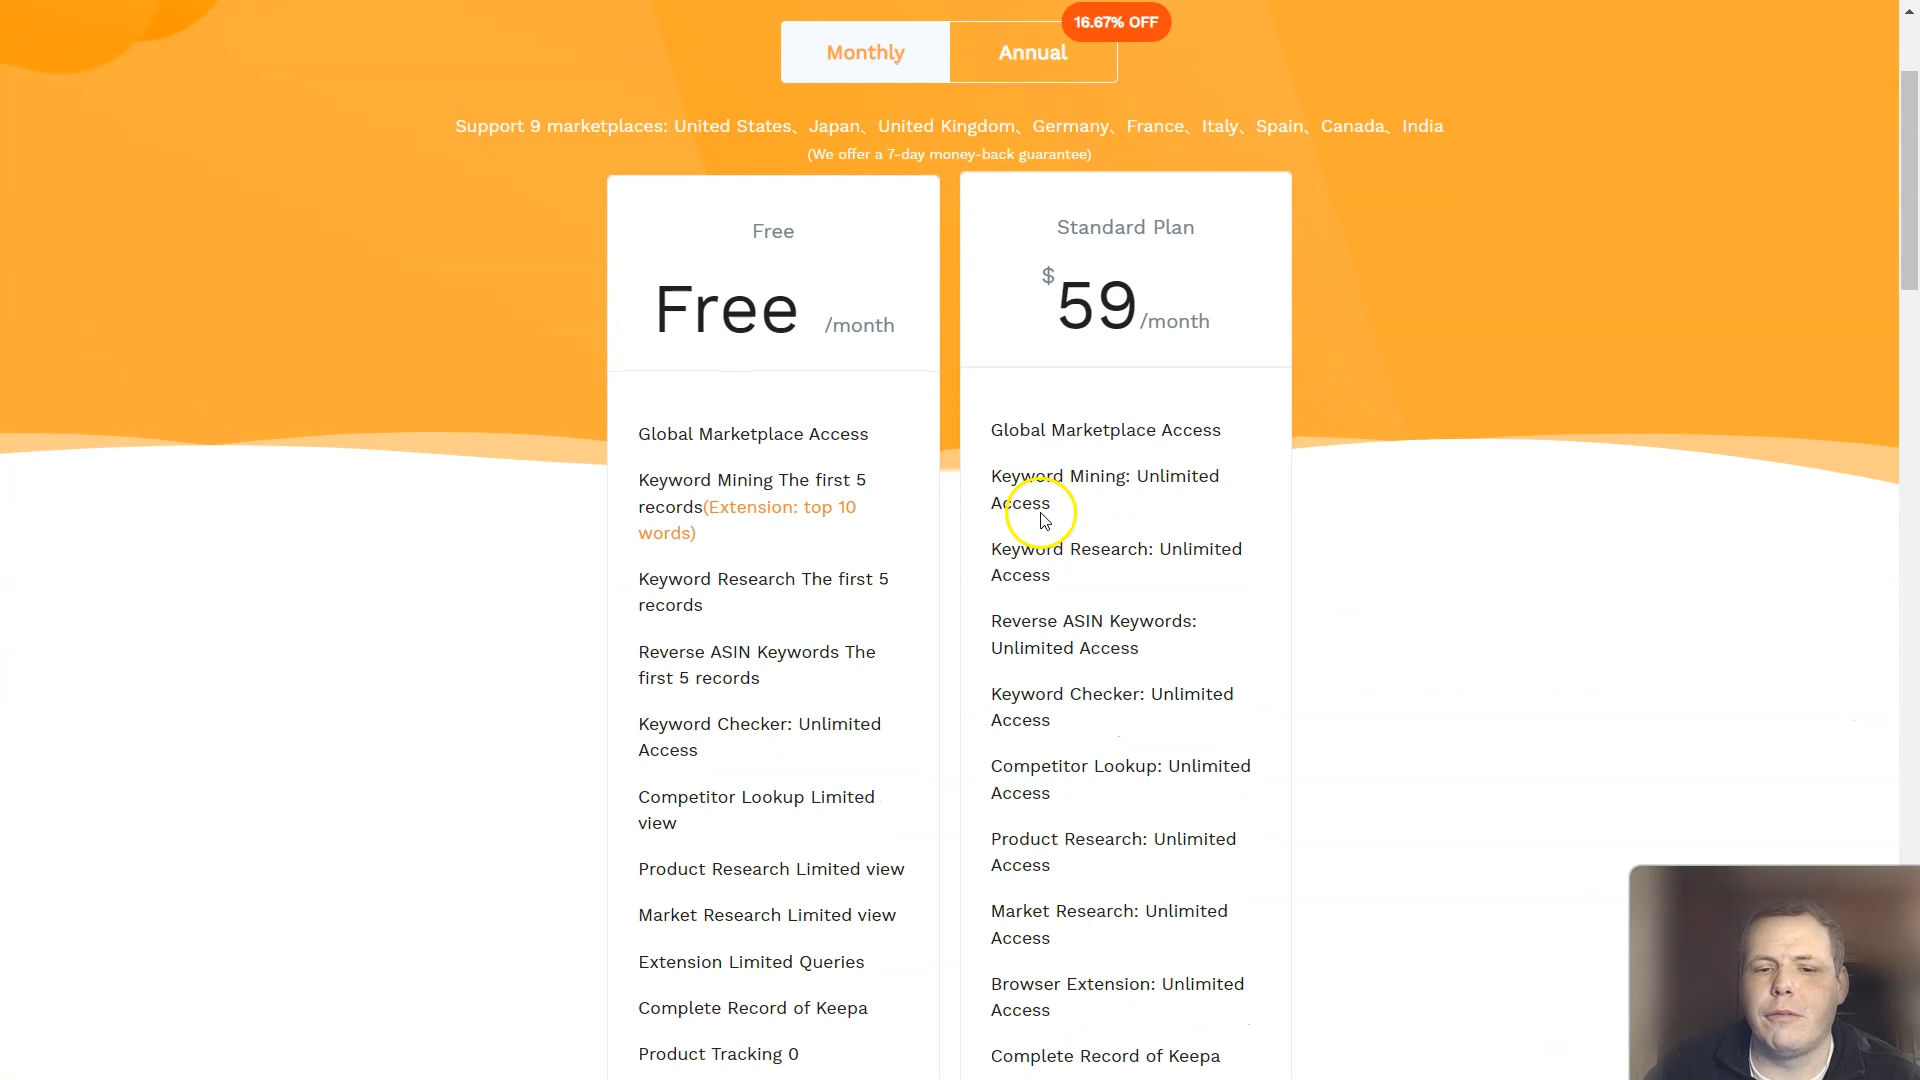 16.67% OFF
Monthly
Annual
Support 9 marketplaces: United States、Japan、United Kingdom、Germany、France、Italy、Spain、Canada、India
(We offer a 7-day money-back guarantee)
Free
Free /month
Global Marketplace Access
Keyword Mining The first 5
records(Extension: top 10
words)
Keyword Research The first 5
records
Reverse ASIN Keywords The
first 5 records
Keyword Checker: Unlimited
Access
Competitor Lookup Limited
view
Product Research Limited view
Market Research Limited view
Extension Limited Queries
Complete Record of Keepa
Product Tracking 0
Standard Plan
$59/month
Global Marketplace Access
Keyword Mining: Unlimited
Access
Keyword Research: Unlimited
Access
Reverse ASIN Keywords:
Unlimited Access
Keyword Checker: Unlimited
Access
Competitor Lookup: Unlimited
Access
Product Research: Unlimited
Access
Market Research: Unlimited
Access
Browser Extension: Unlimited
Access
Complete Record of Keepa